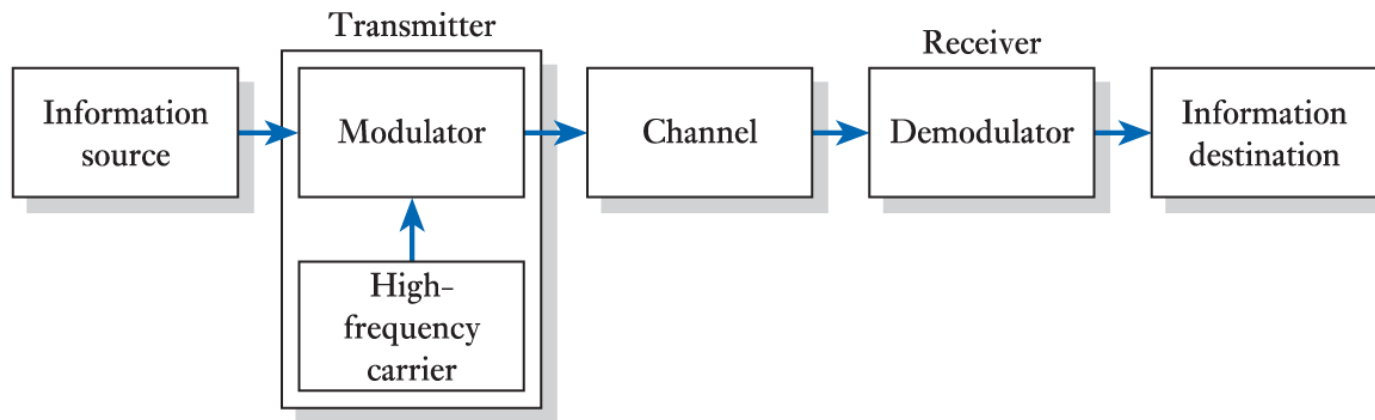 Transmitter
Receiver
Information
source
Modulator
Channel
Demodulator
Information
destination
High-
frequency
carrier